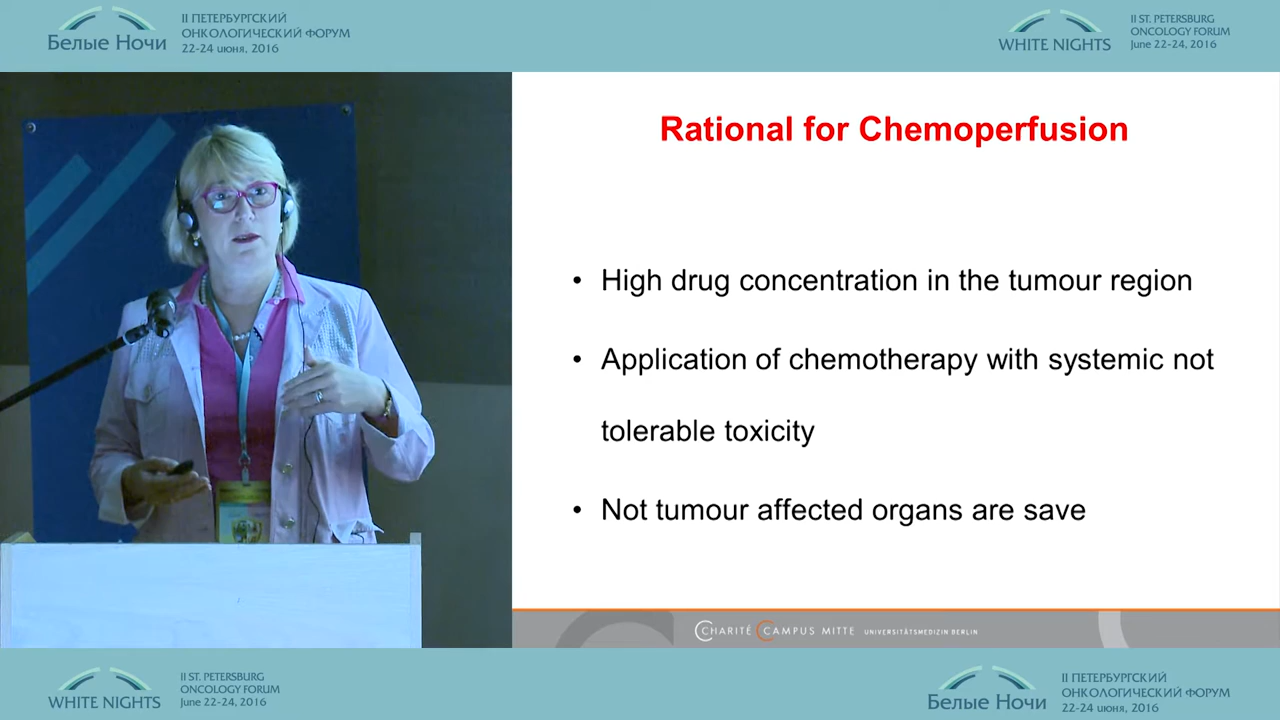 Белые Ночи
II ПЕТЕРБУРГСКИЙ
ОНКОЛОГИЧЕСКИЙ ФОРУМ
22-24 июня, 2016
WHITE NIGHTS
II ST. PETERSBURG
ONCOLOGY FORUM
June 22-24, 2016
Rational for Chemoperfusion
• High drug concentration in the tumour region
• Application of chemotherapy with systemic not
tolerable toxicity
• Not tumour affected organs are save
CHARITÉ CAMPUS MITTE UNIVERSITÄTSMEDIZIN BERLIN
WHITE NIGHTS
II ST. PETERSBURG
ONCOLOGY FORUM
June 22-24, 2016
Белые Ночи
II ПЕТЕРБУРГСКИЙ
ОНКОЛОГИЧЕСКИЙ ФОРУМ
22-24 июня, 2016